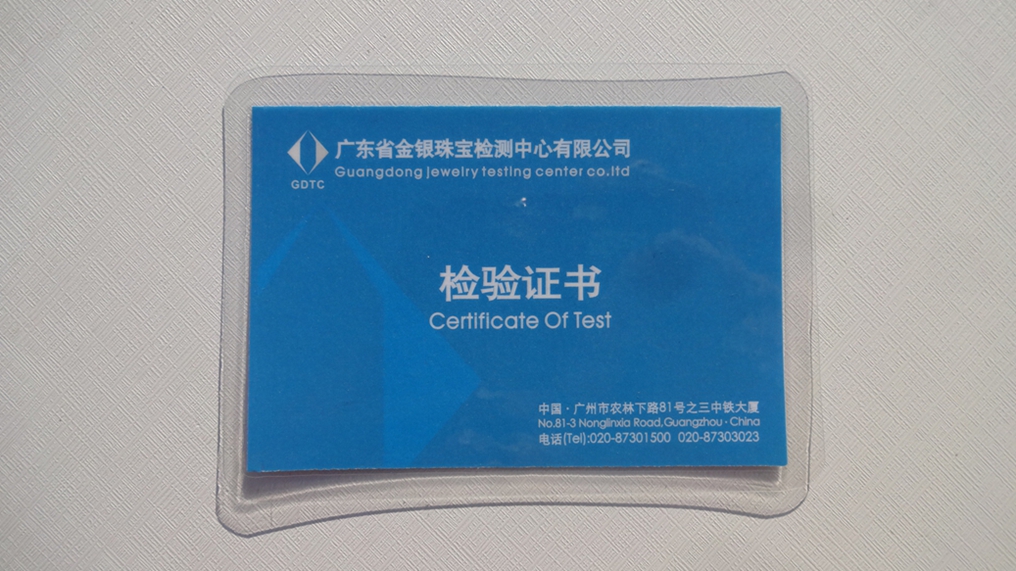 广东省金银珠宝检测中心有限公司
Guangdong jewelry testing center co.ltd
GDTC
检验证书
Certificate Of Test
中国·广州市农林下路81号之三中铁大厦
No.81-3 Nonglinxia Road,Guangzhou·China
电话(Tel):020-87301500 020-87303023